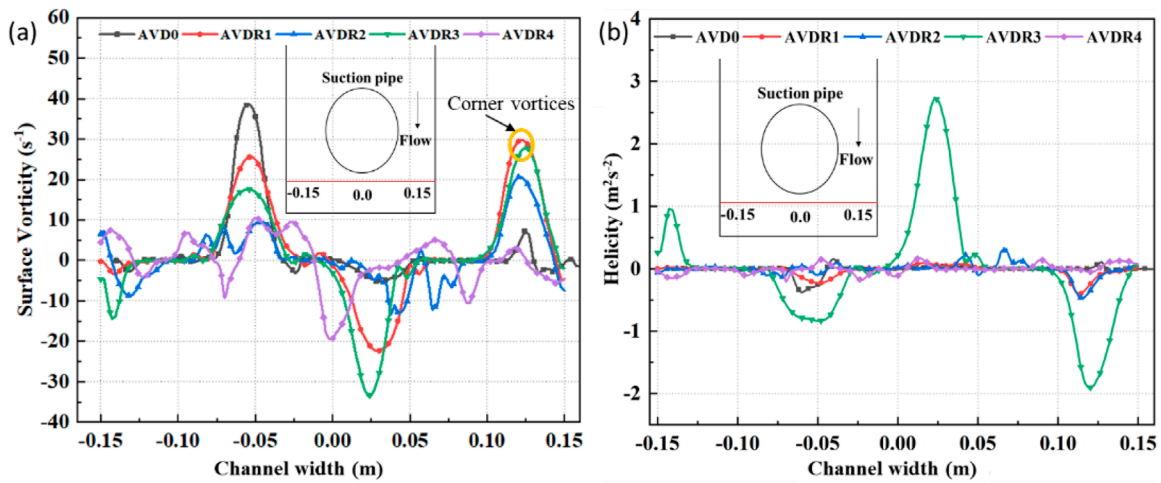 (a)
60
50
40
30
20
10
0
-10
-20
-30
-40
Surface Vorticity (s-1)
AVD0 AVDR1 AVDR2 AVDR3 AVDR4
Suction pipe
Flow
-0.15 0.0 0.15
Corner vortices
-0.15 -0.10 -0.05 0.00 0.05 0.10 0.15
Channel width (m)
(b)
4
3
2
1
0
-1
-2
Helicity (m2s-2)
AVD0 AVDR1 AVDR2 AVDR3 AVDR4
Suction pipe
Flow
-0.15 0.0 0.15
-0.15 -0.10 -0.05 0.00 0.05 0.10 0.15
Channel width (m)